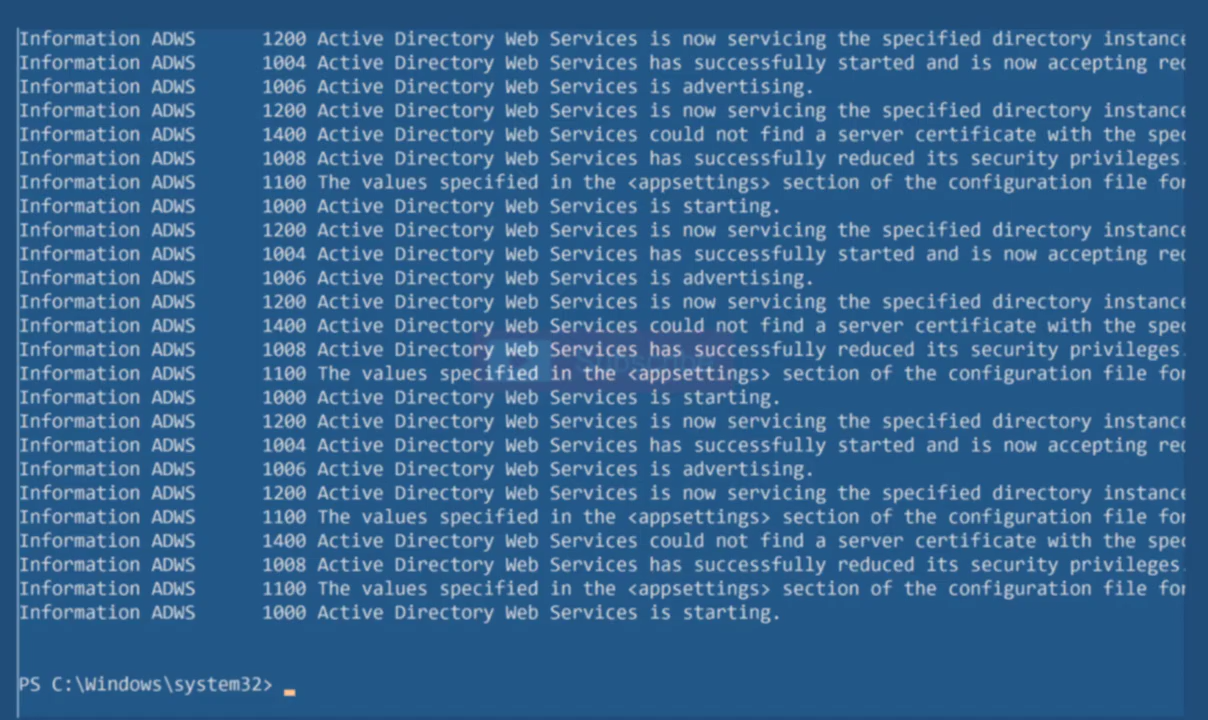 Information ADWS 1200 Active Directory Web Services is now servicing the specified directory instance
Information ADWS 1004 Active Directory Web Services has successfully started and is now accepting
Information ADWS 1006 Active Directory Web Services is advertising.
Information ADWS 1200 Active Directory Web Services is now servicing the specified directory instance
Information ADWS 1400 Active Directory Web Services could not find a server certificate with the
Information ADWS 1008 Active Directory Web Services has successfully reduced its security privileges.
Information ADWS 1100 The values specified in the <appsettings> section of the configuration file for
Information ADWS 1000 Active Directory Web Services is starting.
Information ADWS 1200 Active Directory Web Services is now servicing the specified directory instance
Information ADWS 1004 Active Directory Web Services has successfully started and is now accepting
Information ADWS 1006 Active Directory Web Services is advertising.
Information ADWS 1200 Active Directory Web Services is now servicing the specified directory instance
Information ADWS 1400 Active Directory Web Services could not find a server certificate with the
Information ADWS 1008 Active Directory Web Services has successfully reduced its security privileges.
Information ADWS 1100 The values specified in the <appsettings> section of the configuration file for
Information ADWS 1000 Active Directory Web Services is starting.
Information ADWS 1200 Active Directory Web Services is now servicing the specified directory instance
Information ADWS 1004 Active Directory Web Services has successfully started and is now accepting
Information ADWS 1006 Active Directory Web Services is advertising.
Information ADWS 1200 Active Directory Web Services is now servicing the specified directory instance
Information ADWS 1100 The values specified in the <appsettings> section of the configuration file for
Information ADWS 1400 Active Directory Web Services could not find a server certificate with the
Information ADWS 1008 Active Directory Web Services has successfully reduced its security privileges.
Information ADWS 1100 The values specified in the <appsettings> section of the configuration file for
Information ADWS 1000 Active Directory Web Services is starting.
PS C:\Windows\system32>